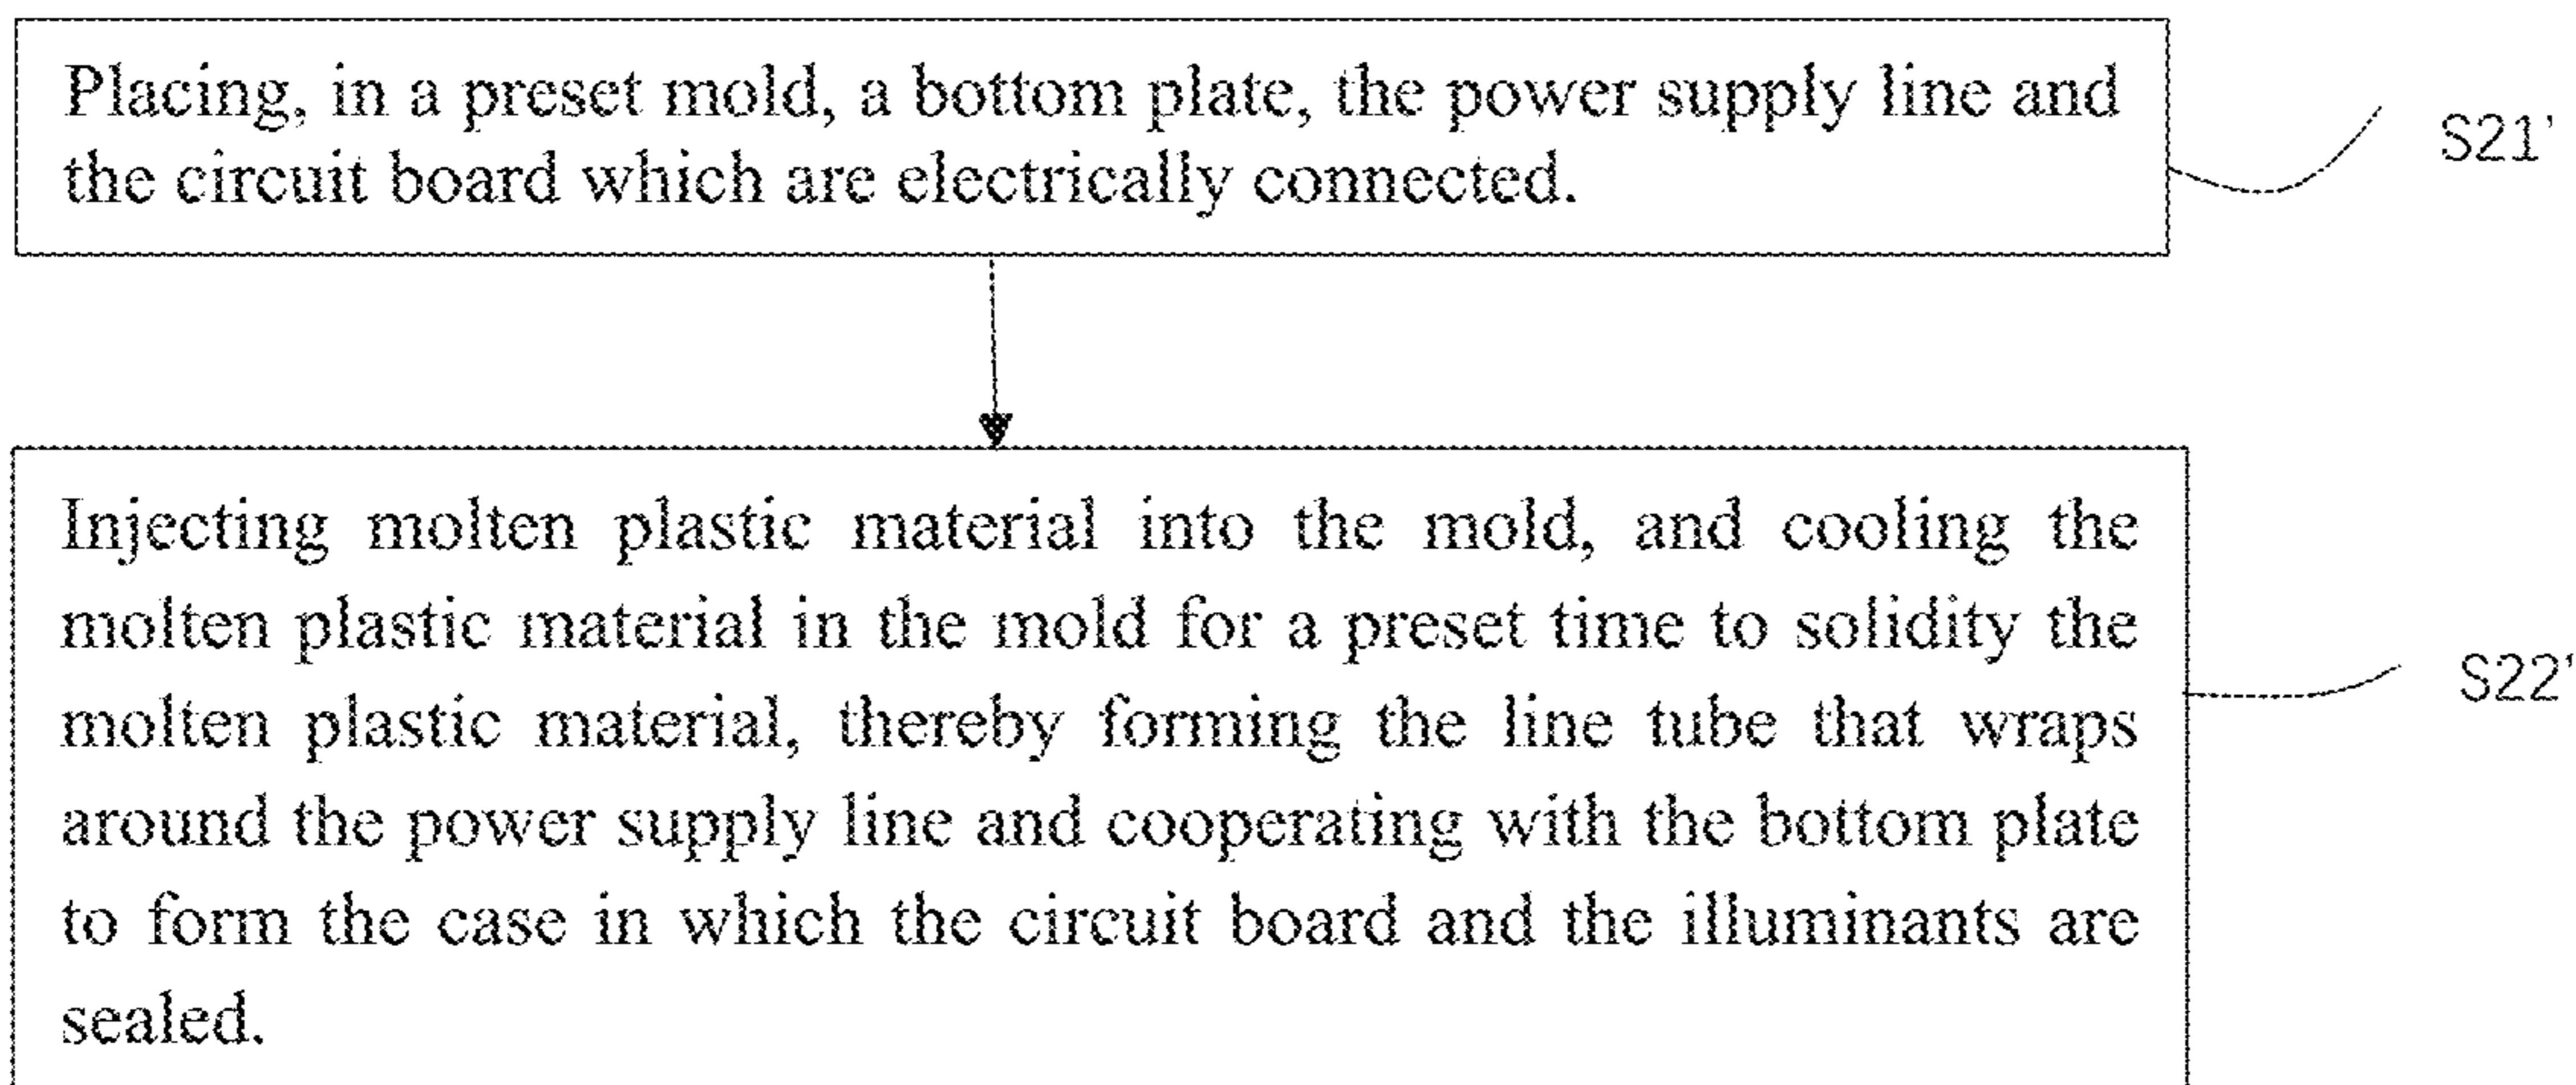 Placing, in a preset mold, a bottom plate, the power supply line and
the circuit board which are electrically connected.
S21'
Injecting molten plastic material into the mold, and cooling the
molten plastic material in the mold for a preset time to solidity the
molten plastic material, thereby forming the line tube that wraps
around the power supply line and cooperating with the bottom plate
to form the case in which the circuit board and the illuminants are
sealed.
S22'